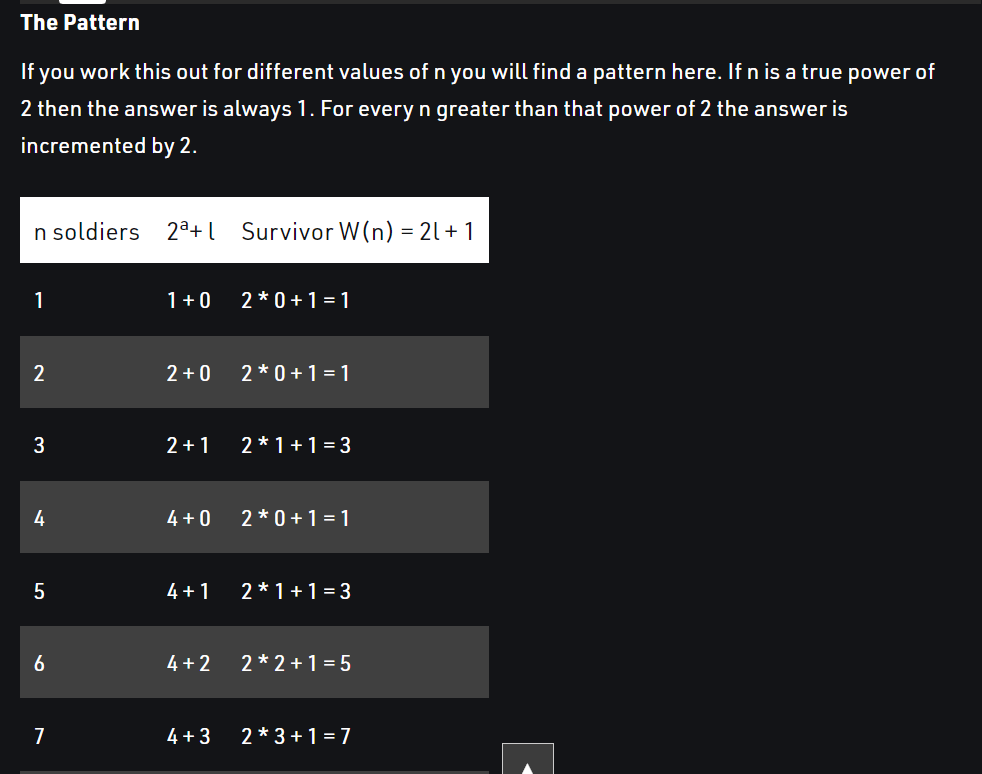 The Pattern
If you work this out for different values of n you will find a pattern here. If n is a true power of
2 then the answer is always 1. For every n greater than that power of 2 the answer is
incremented by 2.
n soldiers 2ᵃ+ l Survivor W(n) = 2l + 1
1 1 + 0 2 * 0 + 1 = 1
2 2 + 0 2 * 0 + 1 = 1
3 2 + 1 2 * 1 + 1 = 3
4 4 + 0 2 * 0 + 1 = 1
5 4 + 1 2 * 1 + 1 = 3
6 4 + 2 2 * 2 + 1 = 5
7 4 + 3 2 * 3 + 1 = 7